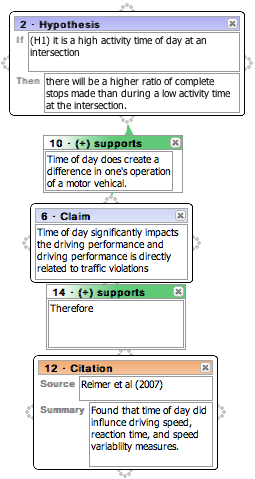 2 · Hypothesis
If (H1) it is a high activity time of day at an
intersection
Then there will be a higher ratio of complete
stops made than during a low activity time
at the intersection.
10 · (+) supports
Time of day does create a
difference in one's operation
of a motor vehical.
6 · Claim
Time of day significantly impacts
the driving performance and
driving performance is directly
related to traffic violations
14 · (+) supports
Therefore
12 · Citation
Source Reimer et al (2007)
Summary Found that time of day did
influnce driving speed,
reaction time, and speed
variability measures.